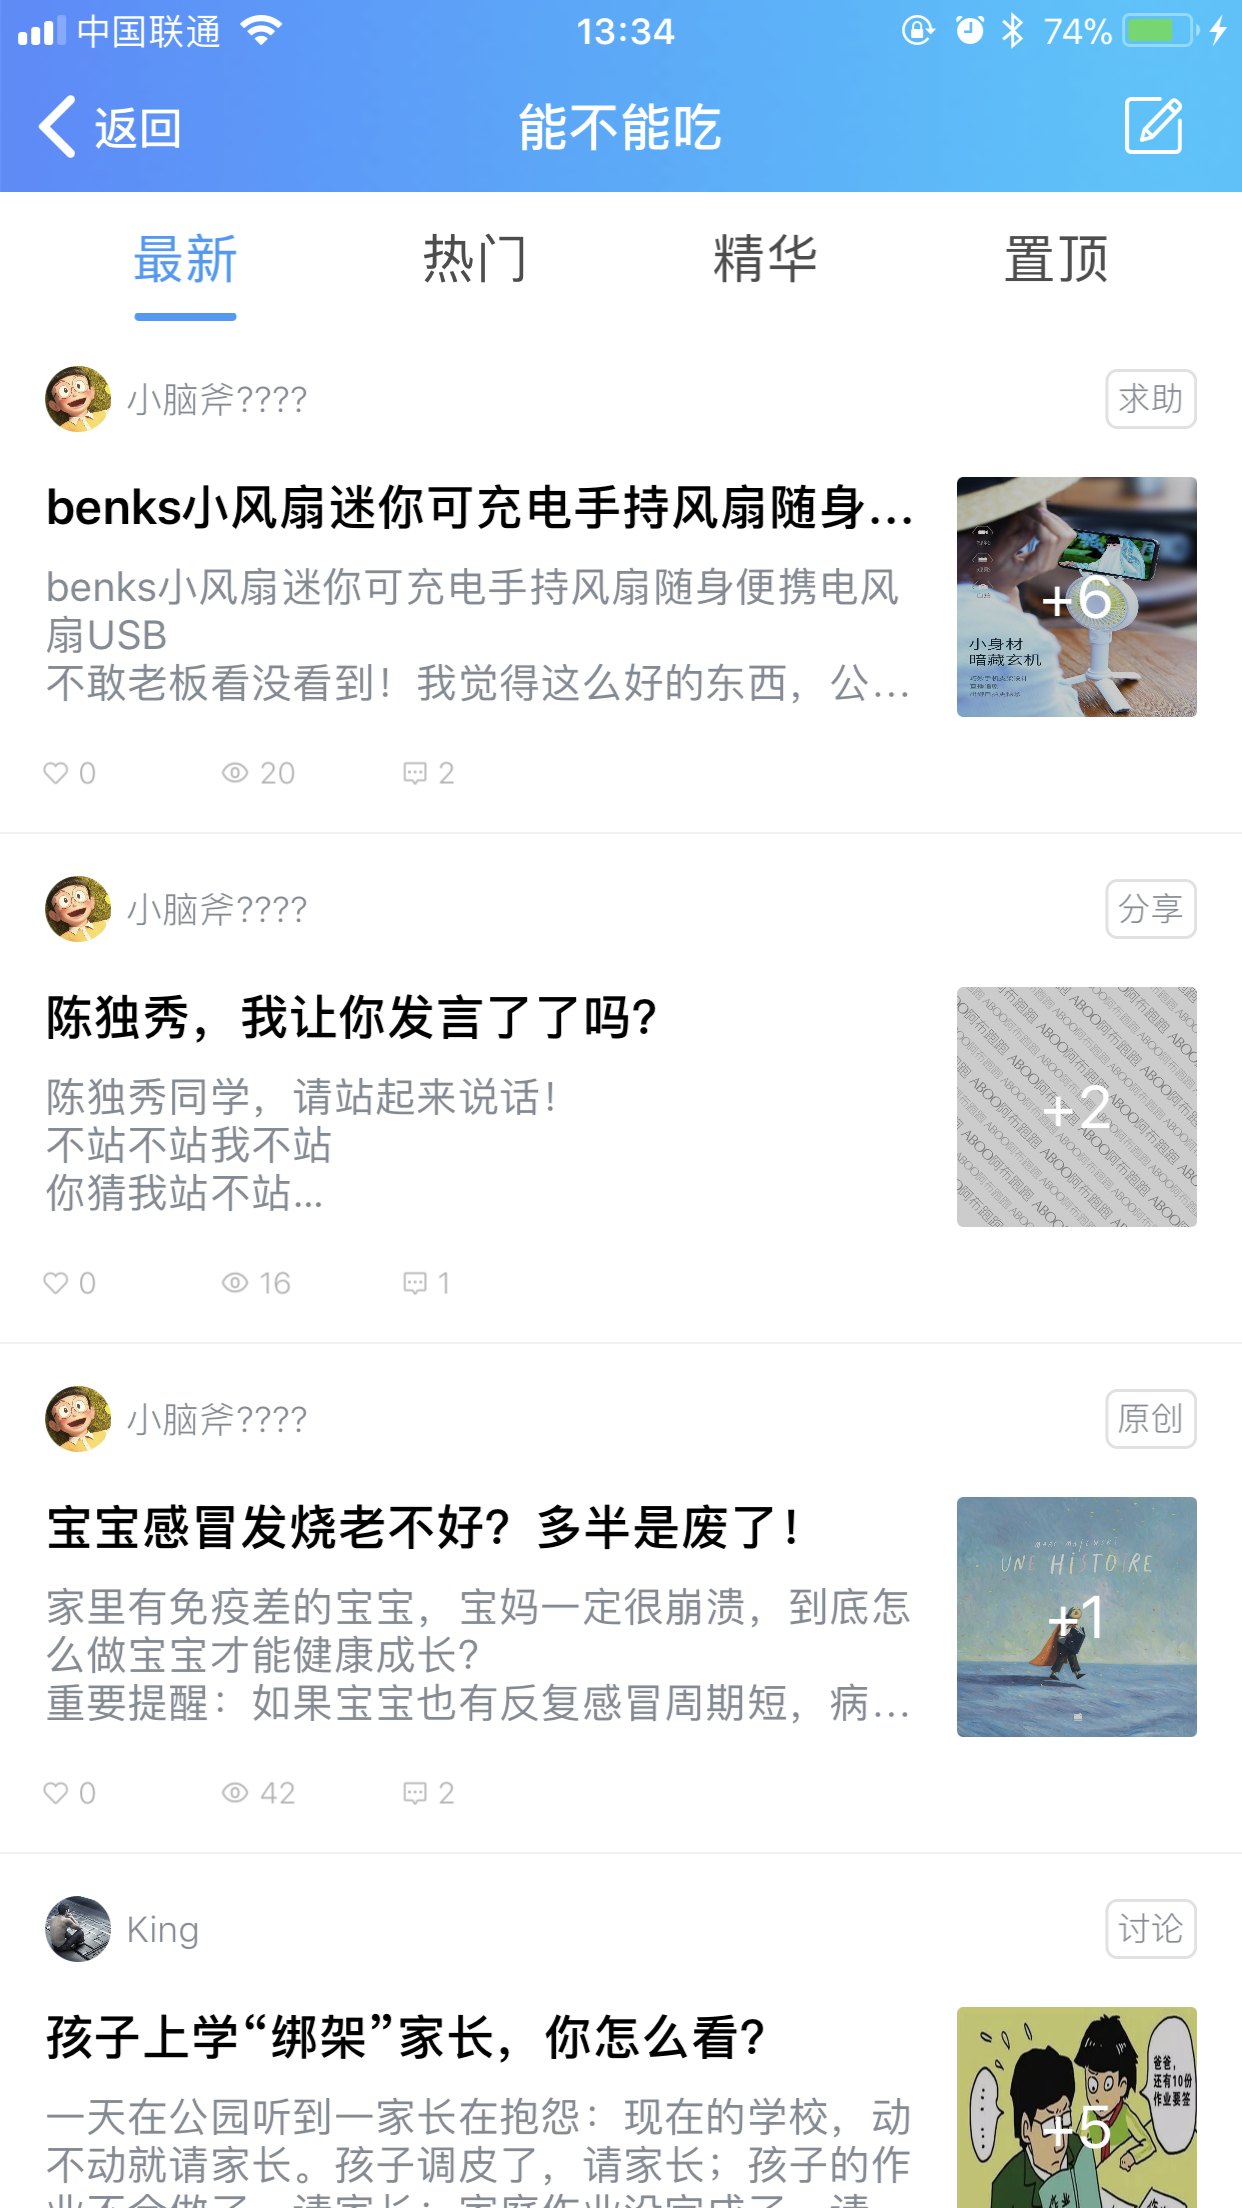 中国联通
13:34
74%
返回
能不能吃
最新
热门
精华
置顶
小脑斧????
求助
benks小风扇迷你可充电手持风扇随身...
benks小风扇迷你可充电手持风扇随身便携电风
扇USB
不敢老板看没看到！我觉得这么好的东西，公...
+6
小身材
暗藏玄机
0
20
2
小脑斧????
分享
陈独秀，我让你发言了了吗?
陈独秀同学，请站起来说话！
不站不站我不站
你猜我站不站...
ABOO阿布跑跑
+2
0
16
1
小脑斧????
原创
宝宝感冒发烧老不好? 多半是废了！
家里有免疫差的宝宝，宝妈一定很崩溃，到底怎
么做宝宝才能健康成长?
重要提醒：如果宝宝也有反复感冒周期短，病...
UNE HISTOIRE
+1
0
42
2
King
讨论
孩子上学“绑架”家长，你怎么看?
一天在公园听到一家长在抱怨：现在的学校，动
不动就请家长。孩子调皮了，请家长；孩子的作
爸爸，
还有10份
作业要签
+5